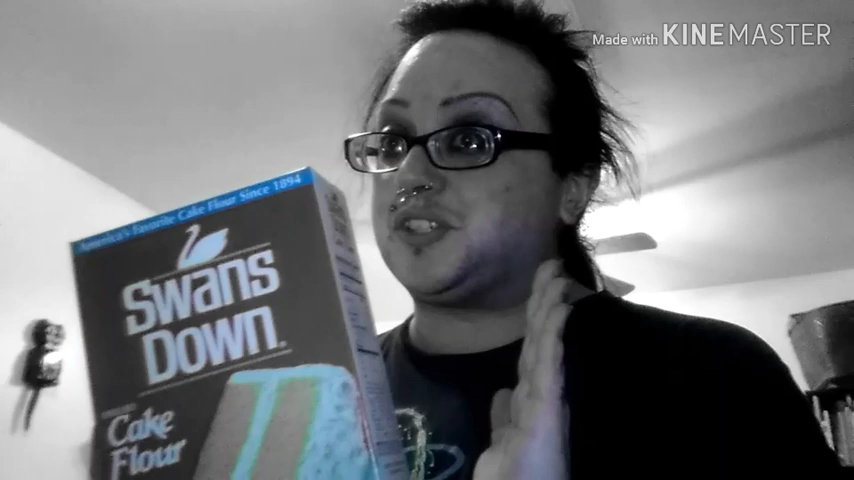 Made with KINEMASTER
America's Favorite Cake Flour Since 1894
Swans
Down
Cake
Flour